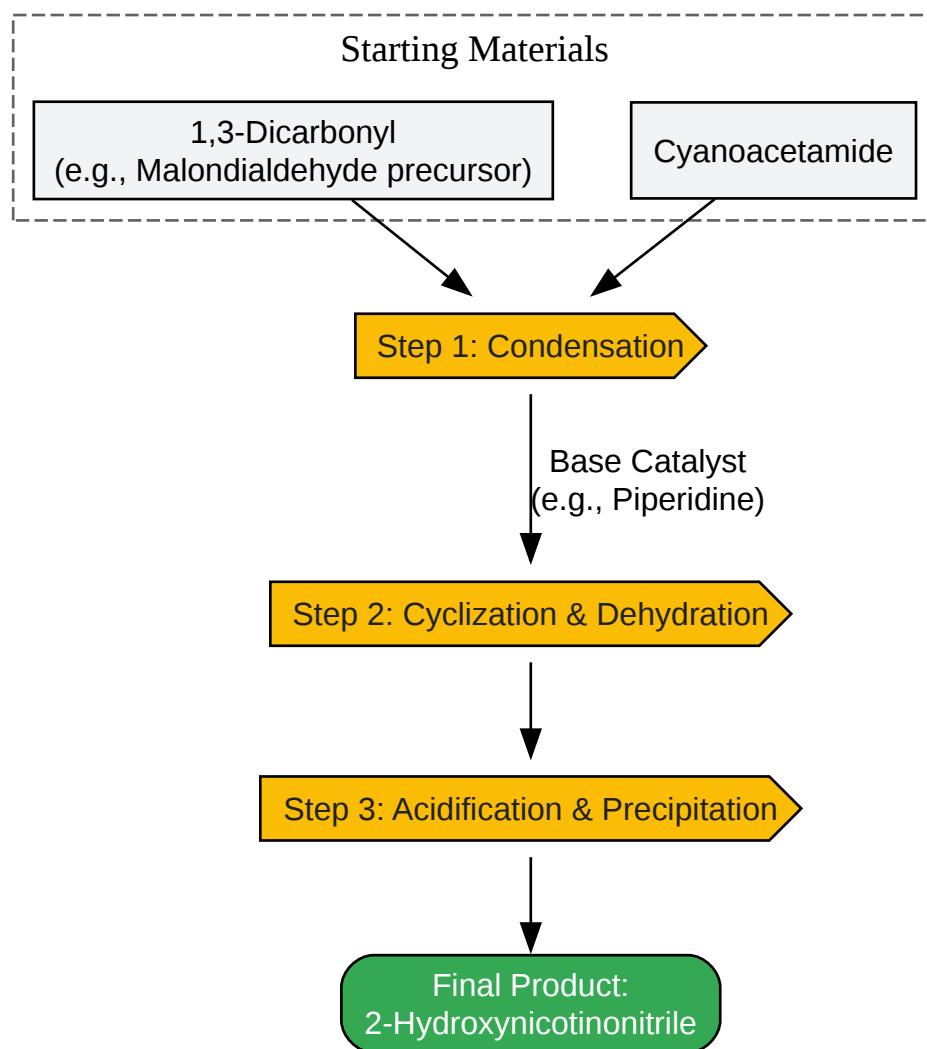 Starting Materials
1,3-Dicarbonyl
(e.g., Malondialdehyde precursor)
Cyanoacetamide
Step 1: Condensation
Base Catalyst
(e.g., Piperidine)
Step 2: Cyclization & Dehydration
Step 3: Acidification & Precipitation
Final Product:
2-Hydroxynicotinonitrile